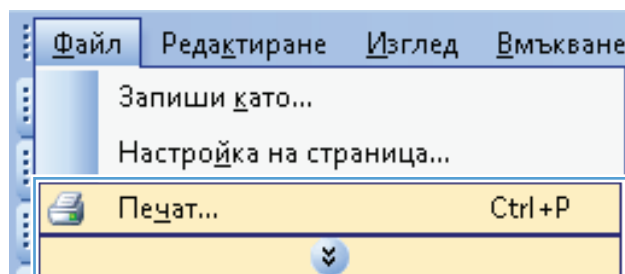 Файл Редактиране Изглед Вмъкване
Запиши като...
Настройка на страница...
Печат... Ctrl+P